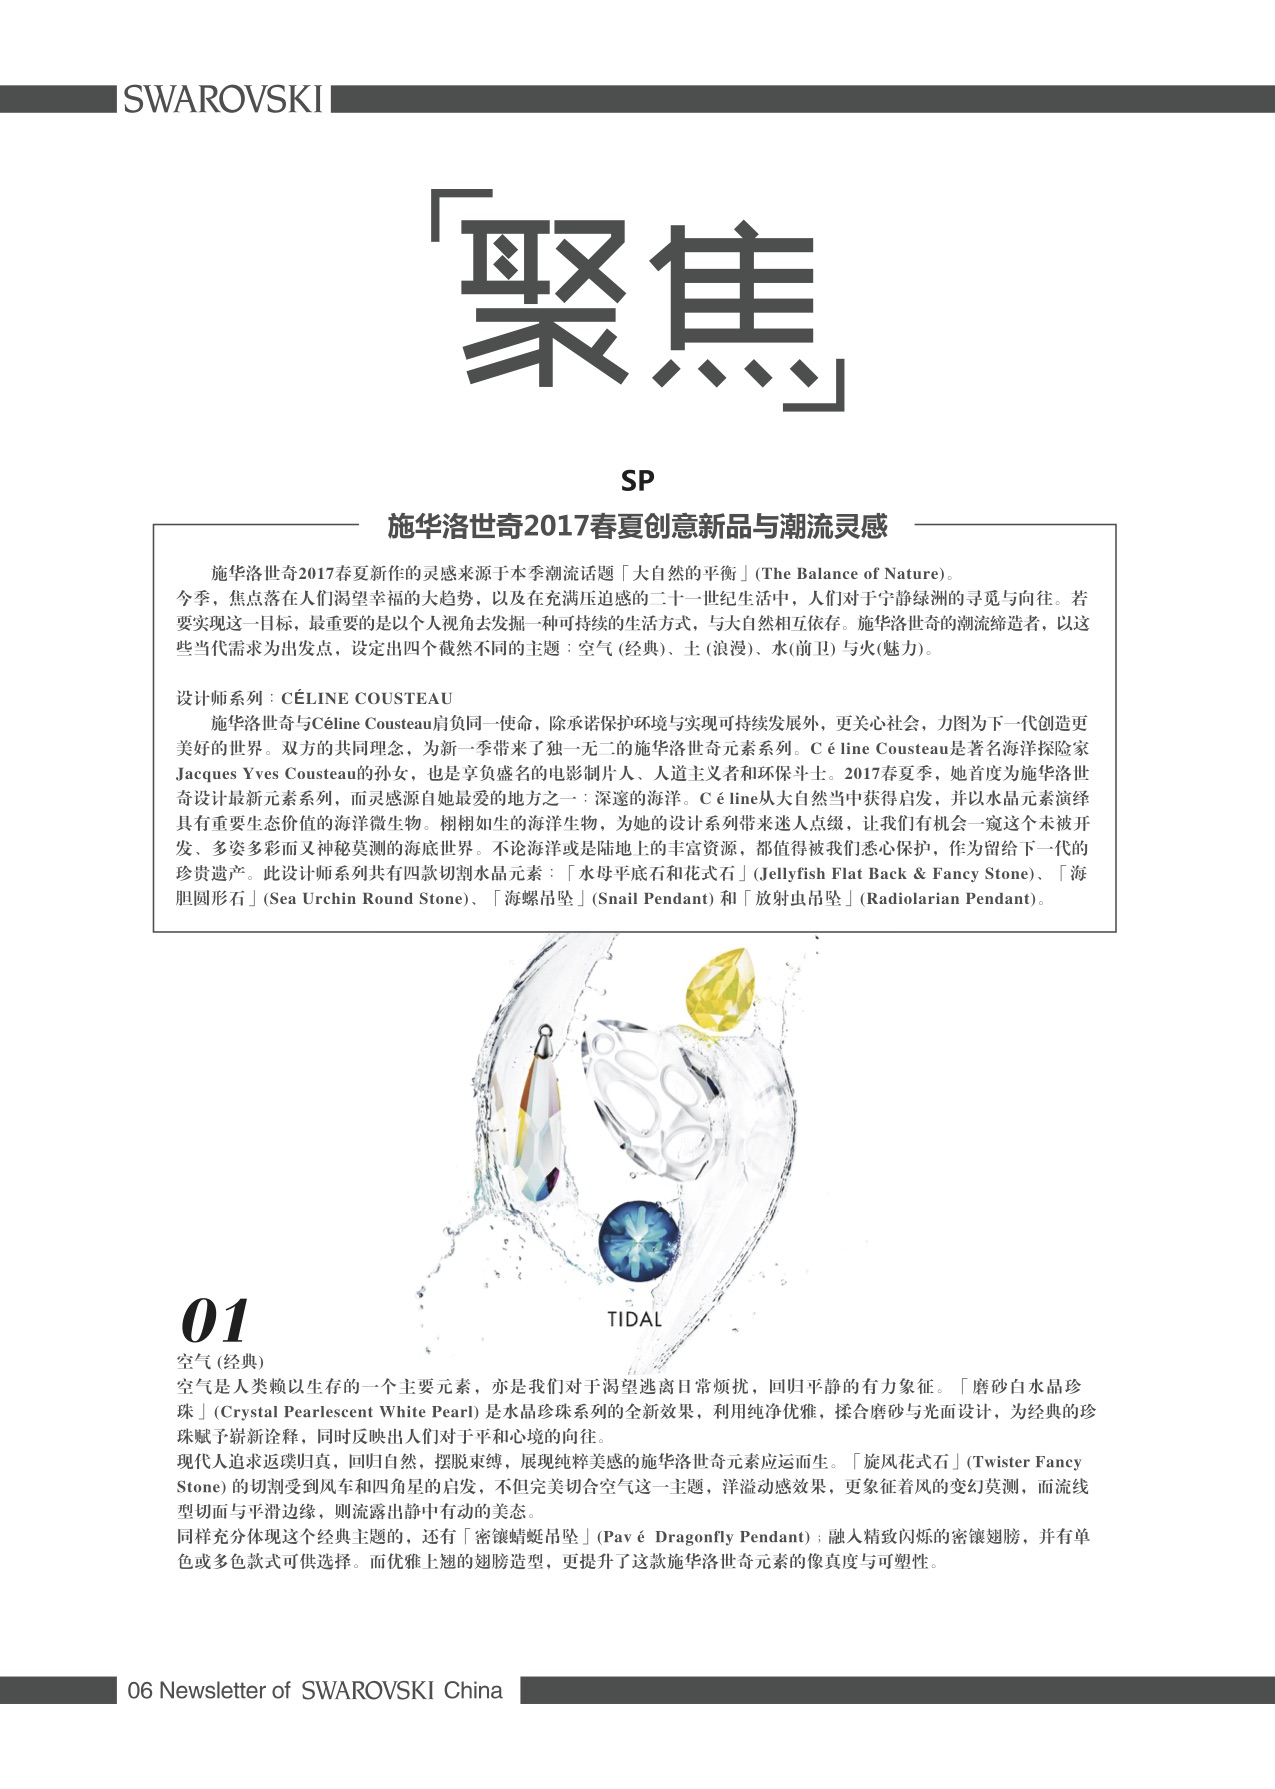 SWAROVSKI
「聚焦」
SP
施华洛世奇2017春夏创意新品与潮流灵感
施华洛世奇2017春夏新作的灵感来源于本季潮流话题「大自然的平衡」(The Balance of Nature)。
今季，焦点落在人们渴望幸福的大趋势，以及在充满压迫感的二十一世纪生活中，人们对于宁静绿洲的寻觅与向往。若
要实现这一目标，最重要的是以个人视角去发掘一种可持续的生活方式，与大自然相互依存。施华洛世奇的潮流缔造者，以这
些当代需求为出发点，设定出四个截然不同的主题：空气 (经典)、土 (浪漫)、水(前卫) 与火(魅力)。
设计师系列：CÉLINE COUSTEAU
施华洛世奇与Céline Cousteau肩负同一使命，除承诺保护环境与实现可持续发展外，更关心社会，力图为下一代创造更
美好的世界。双方的共同理念，为新一季带来了独一无二的施华洛世奇元素系列。C é line Cousteau是著名海洋探险家
Jacques Yves Cousteau的孙女，也是享负盛名的电影制片人、人道主义者和环保斗士。2017春夏季，她首度为施华洛世
奇设计最新元素系列，而灵感源自她最爱的地方之一：深邃的海洋。C é line从大自然当中获得启发，并以水晶元素演绎
具有重要生态价值的海洋微生物。栩栩如生的海洋生物，为她的设计系列带来迷人点缀，让我们有机会一窥这个未被开
发、多姿多彩而又神秘莫测的海底世界。不论海洋或是陆地上的丰富资源，都值得被我们悉心保护，作为留给下一代的
珍贵遗产。此设计师系列共有四款切割水晶元素：「水母平底石和花式石」(Jellyfish Flat Back & Fancy Stone)、「海
胆圆形石」(Sea Urchin Round Stone)、「海螺吊坠」(Snail Pendant) 和「放射虫吊坠」(Radiolarian Pendant)。
TIDAL
01
空气 (经典)
空气是人类赖以生存的一个主要元素，亦是我们对于渴望逃离日常烦扰，回归平静的有力象征。「磨砂白水晶珍
珠」(Crystal Pearlescent White Pearl) 是水晶珍珠系列的全新效果，利用纯净优雅，揉合磨砂与光面设计，为经典的珍
珠赋予崭新诠释，同时反映出人们对于平和心境的向往。
现代人追求返璞归真，回归自然，摆脱束缚，展现纯粹美感的施华洛世奇元素应运而生。「旋风花式石」(Twister Fancy
Stone) 的切割受到风车和四角星的启发，不但完美切合空气这一主题，洋溢动感效果，更象征着风的变幻莫测，而流线
型切面与平滑边缘，则流露出静中有动的美态。
同样充分体现这个经典主题的，还有「密镶蜻蜓吊坠」(Pav é Dragonfly Pendant)；融入精致闪烁的密镶翅膀，并有单
色或多色款式可供选择。而优雅上翘的翅膀造型，更提升了这款施华洛世奇元素的像真度与可塑性。
06 Newsletter of SWAROVSKI China